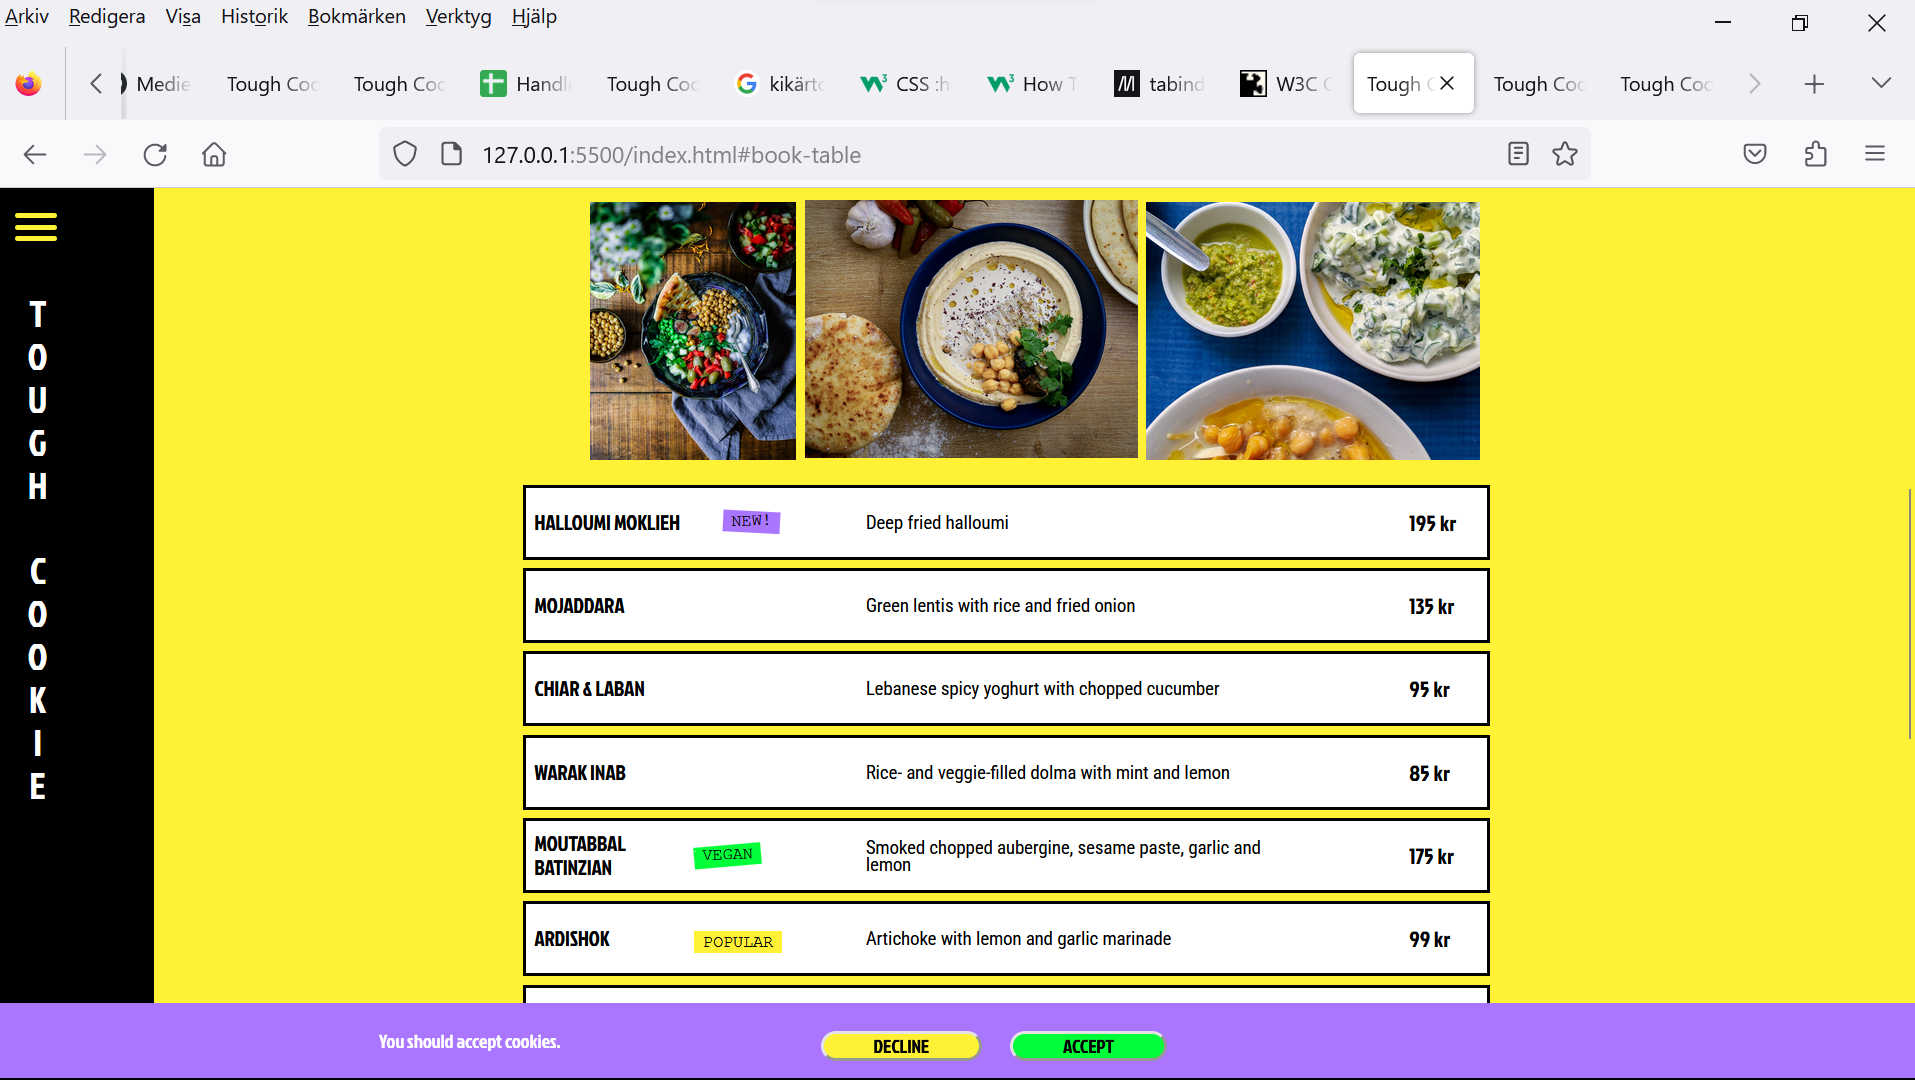 Arkiv Redigera Visa Historik Bokmärken Verktyg Hjälp
Medie Tough Coc Tough Coc Handl Tough Coc kikärto CSS :h How T tabind W3C C Tough C Tough Coc Tough Coc
127.0.0.1:5500/index.html#book-table
TOUGH COOKIE
HALLOUMI MOKLIEH NEW! Deep fried halloumi 195 kr
MOJADDARA Green lentis with rice and fried onion 135 kr
CHIAR & LABAN Lebanese spicy yoghurt with chopped cucumber 95 kr
WARAK INAB Rice- and veggie-filled dolma with mint and lemon 85 kr
MOUTABBAL
BATINZIAN
VEGAN
Smoked chopped aubergine, sesame paste, garlic and
lemon
175 kr
ARDISHOK POPULAR Artichoke with lemon and garlic marinade 99 kr
You should accept cookies. DECLINE ACCEPT